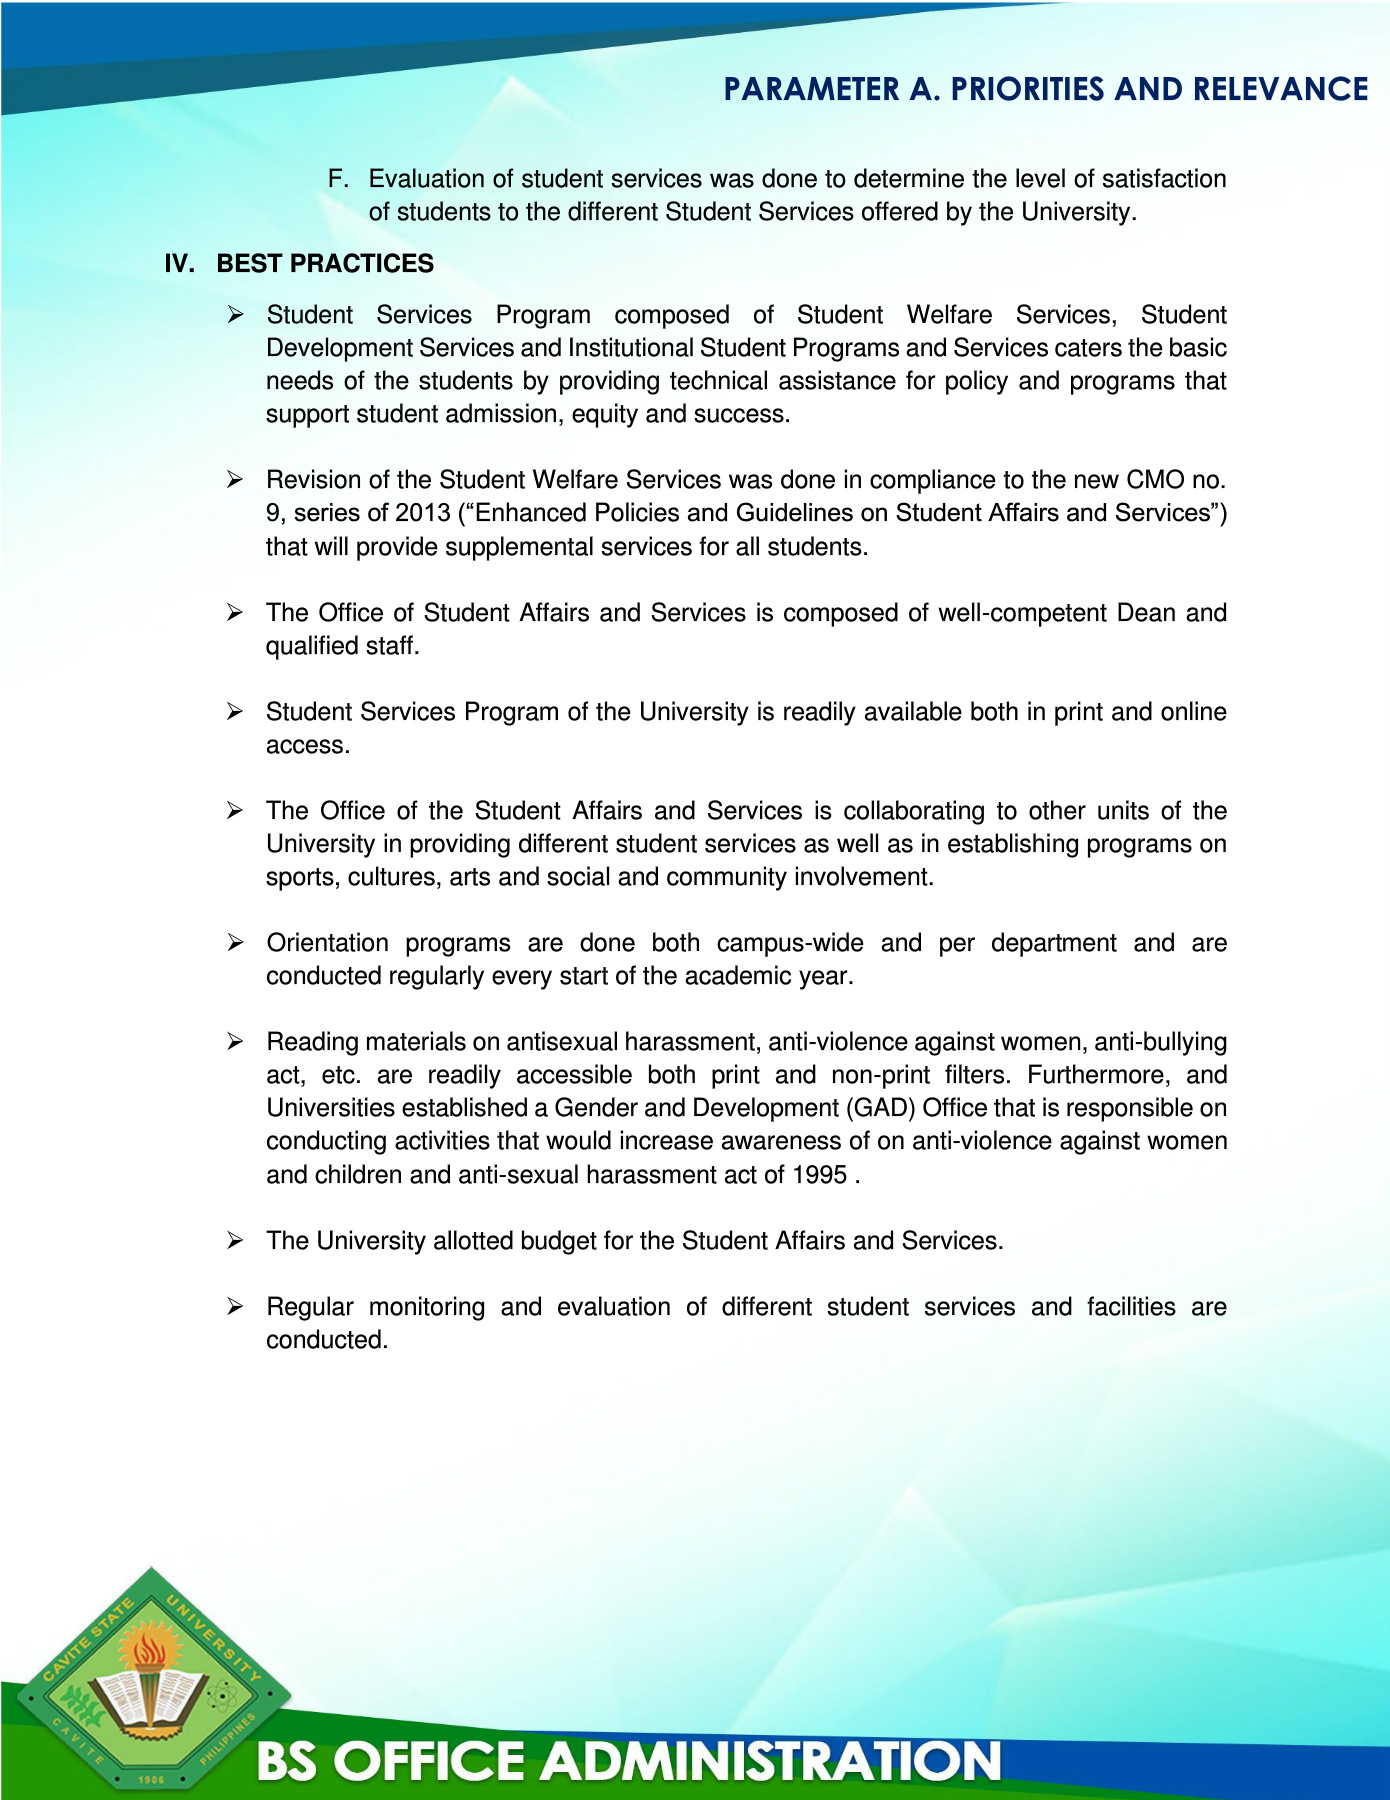 PARAMETER A. PRIORITIES AND RELEVANCE
F. Evaluation of student services was done to determine the level of satisfaction
of students to the different Student Services offered by the University.
IV. BEST PRACTICES
➢ Student Services Program composed of Student Welfare Services, Student
Development Services and Institutional Student Programs and Services caters the basic
needs of the students by providing technical assistance for policy and programs that
support student admission, equity and success.
➢ Revision of the Student Welfare Services was done in compliance to the new CMO no.
9, series of 2013 (“Enhanced Policies and Guidelines on Student Affairs and Services”)
that will provide supplemental services for all students.
➢ The Office of Student Affairs and Services is composed of well-competent Dean and
qualified staff.
➢ Student Services Program of the University is readily available both in print and online
access.
➢ The Office of the Student Affairs and Services is collaborating to other units of the
University in providing different student services as well as in establishing programs on
sports, cultures, arts and social and community involvement.
➢ Orientation programs are done both campus-wide and per department and are
conducted regularly every start of the academic year.
➢ Reading materials on antisexual harassment, anti-violence against women, anti-bullying
act, etc. are readily accessible both print and non-print filters. Furthermore, and
Universities established a Gender and Development (GAD) Office that is responsible on
conducting activities that would increase awareness of on anti-violence against women
and children and anti-sexual harassment act of 1995 .
➢ The University allotted budget for the Student Affairs and Services.
➢ Regular monitoring and evaluation of different student services and facilities are
conducted.
CAVITE STATE UNIVERSITY
CAVITE
PHILIPPINES
1906
BS OFFICE ADMINISTRATION